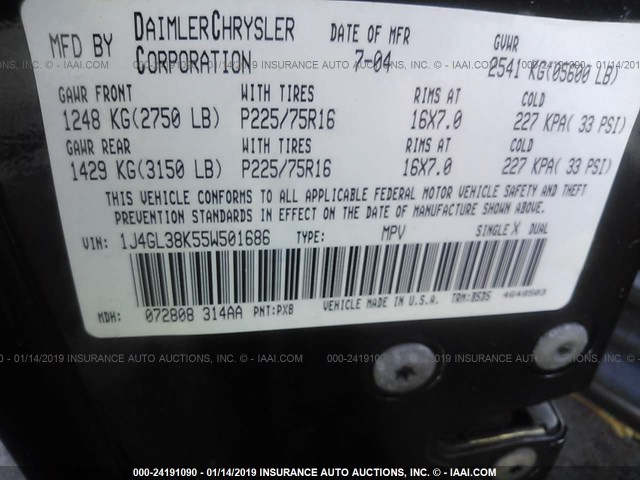 MFD BY DAIMLERCHRYSLER CORPORATION DATE OF MFR 7-04 GVWR 2541 KG(05600 LB)
GAWR FRONT WITH TIRES RIMS AT COLD
1248 KG(2750 LB) P225/75R16 16X7.0 227 KPA( 33 PSI)
GAWR REAR WITH TIRES RIMS AT COLD
1429 KG(3150 LB) P225/75R16 16X7.0 227 KPA( 33 PSI)
THIS VEHICLE CONFORMS TO ALL APPLICABLE FEDERAL MOTOR VEHICLE SAFETY AND THEFT
PREVENTION STANDARDS IN EFFECT ON THE DATE OF MANUFACTURE SHOWN ABOVE.
VIN: 1J4GL38K55W501686 TYPE: MPV SINGLE X DUAL
MDH: 072808 314AA PNT:PXB VEHICLE MADE IN U.S.A. TRM:BSDS 4648503
000-24191090 - 01/14/2019 INSURANCE AUTO AUCTIONS, INC. © - IAAI.COM